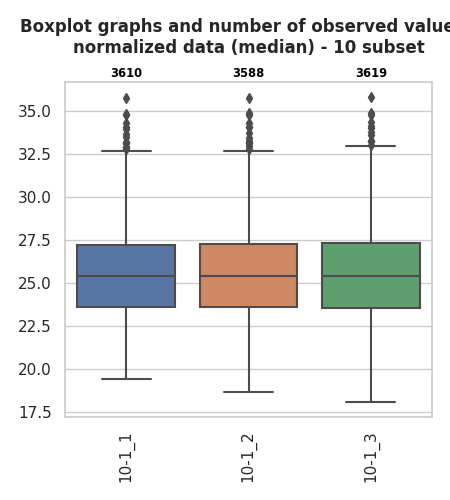 Boxplot graphs and number of observed value
normalized data (median) - 10 subset
3610 3588 3619
35.0
32.5
30.0
27.5
25.0
22.5
20.0
17.5
10-1_1 10-1_2 10-1_3